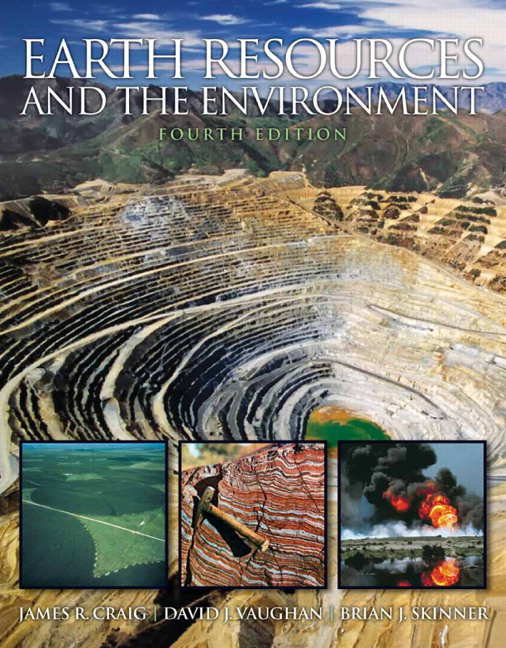 EARTH RESOURCES
AND THE ENVIRONMENT
FOURTH EDITION
JAMES R. CRAIG | DAVID J. VAUGHAN | BRIAN J. SKINNER